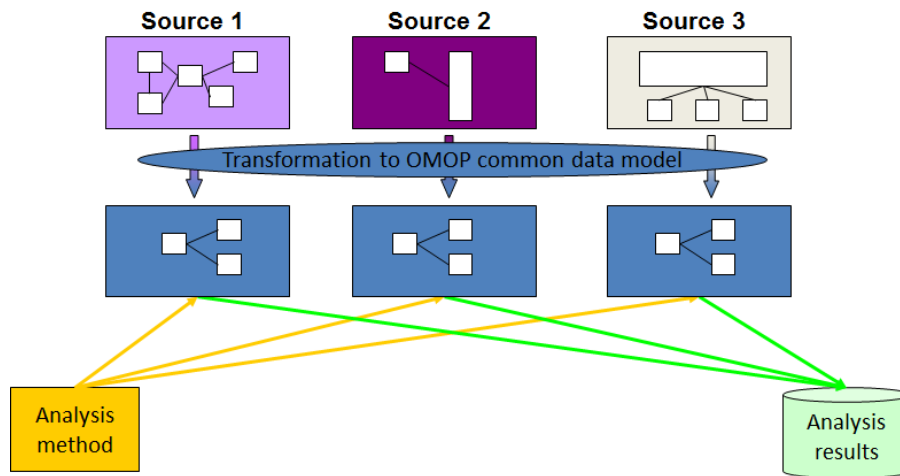 Source 1
Source 2
Source 3
Transformation to OMOP common data model
Analysis
method
Analysis
results